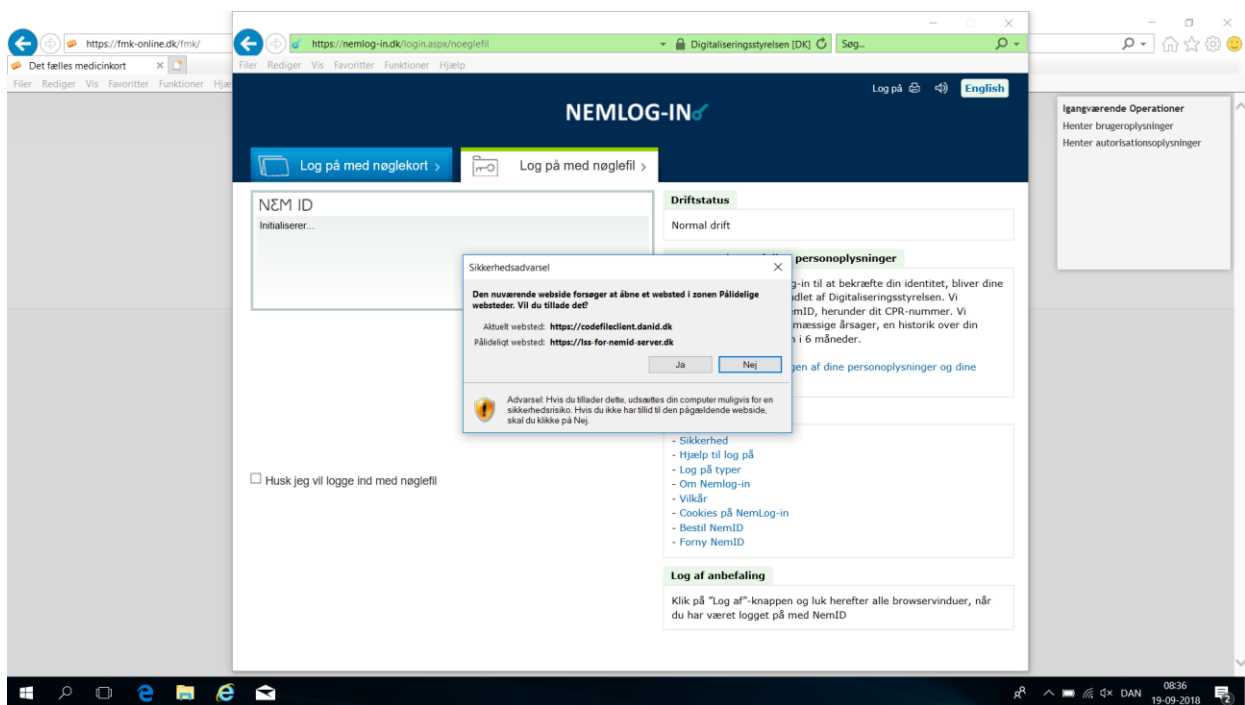 https://fmk-online.dk/fmk/
Det fælles medicinkort
Filer Rediger Vis Favoritter Funktioner Hjæ
https://nemlog-in.dk/login.aspx/noeglefil
Digitaliseringsstyrelsen [DK]
Søg...
Filer Rediger Vis Favoritter Funktioner Hjælp
Log på
English
NEMLOG-IN
Log på med nøglekort >
Log på med nøglefil >
NEM ID
Initialiserer...
Husk jeg vil logge ind med nøglefil
Driftstatus
Normal drift
personoplysninger
g-in til at bekræfte din identitet, bliver dine
dlet af Digitaliseringsstyrelsen. Vi
mID, herunder dit CPR-nummer. Vi
mæssige årsager, en historik over din
i 6 måneder.
gen af dine personoplysninger og dine
Sikkerhedsadvarsel
Den nuværende webside forsøger at åbne et websted i zonen Pålidelige
websteder. Vil du tillade det?
Aktuelt websted: https://codefileclient.danid.dk
Pålideligt websted: https://lss-for-nemid-server.dk
Ja
Nej
Advarsel: Hvis du tillader dette, udsættes din computer muligvis for en
sikkerhedsrisiko. Hvis du ikke har tillid til den pågældende webside,
skal du klikke på Nej.
- Sikkerhed
- Hjælp til log på
- Log på typer
- Om Nemlog-in
- Vilkår
- Cookies på NemLog-in
- Bestil NemID
- Forny NemID
Log af anbefaling
Klik på "Log af"-knappen og luk herefter alle browservinduer, når
du har været logget på med NemID
Igangværende Operationer
Henter brugeroplysninger
Henter autorisationsoplysninger
DAN
08:36
19-09-2018
2